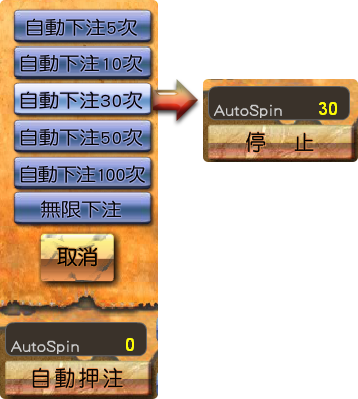 自動下注5次
自動下注10次
自動下注30次
自動下注50次
自動下注100次
無限下注
取消
AutoSpin 0
自動押注
AutoSpin 30
停 止